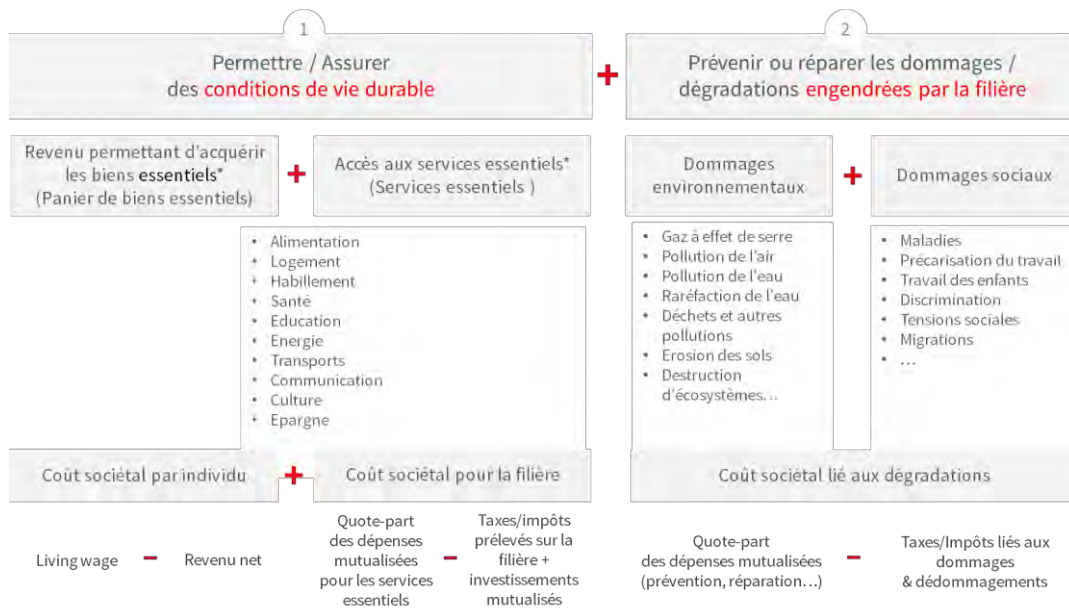 1
Permettre / Assurer
des conditions de vie durable
+
2
Prévenir ou réparer les dommages /
dégradations engendrées par la filière
Revenu permettant d'acquérir
les biens essentiels*
(Panier de biens essentiels)
+
Accès aux services essentiels*
(Services essentiels )
Dommages
environnementaux
+
Dommages sociaux
• Alimentation
• Logement
• Habillement
• Santé
• Education
• Energie
• Transports
• Communication
• Culture
• Epargne
• Gaz à effet de serre
• Pollution de l'air
• Pollution de l'eau
• Raréfaction de l'eau
• Déchets et autres
pollutions
• Erosion des sols
• Destruction
d'écosystèmes...
• Maladies
• Précarisation du travail
• Travail des enfants
• Discrimination
• Tensions sociales
• Migrations
• ...
Coût sociétal par individu
+
Coût sociétal pour la filière
Coût sociétal lié aux dégradations
Living wage
–
Revenu net
Quote-part
des dépenses
mutualisées
pour les services
essentiels
–
Taxes/impôts
prélevés sur la
filière +
investissements
mutualisés
Quote-part
des dépenses mutualisées
(prévention, réparation...)
–
Taxes/Impôts liés aux
dommages
& dédommagements